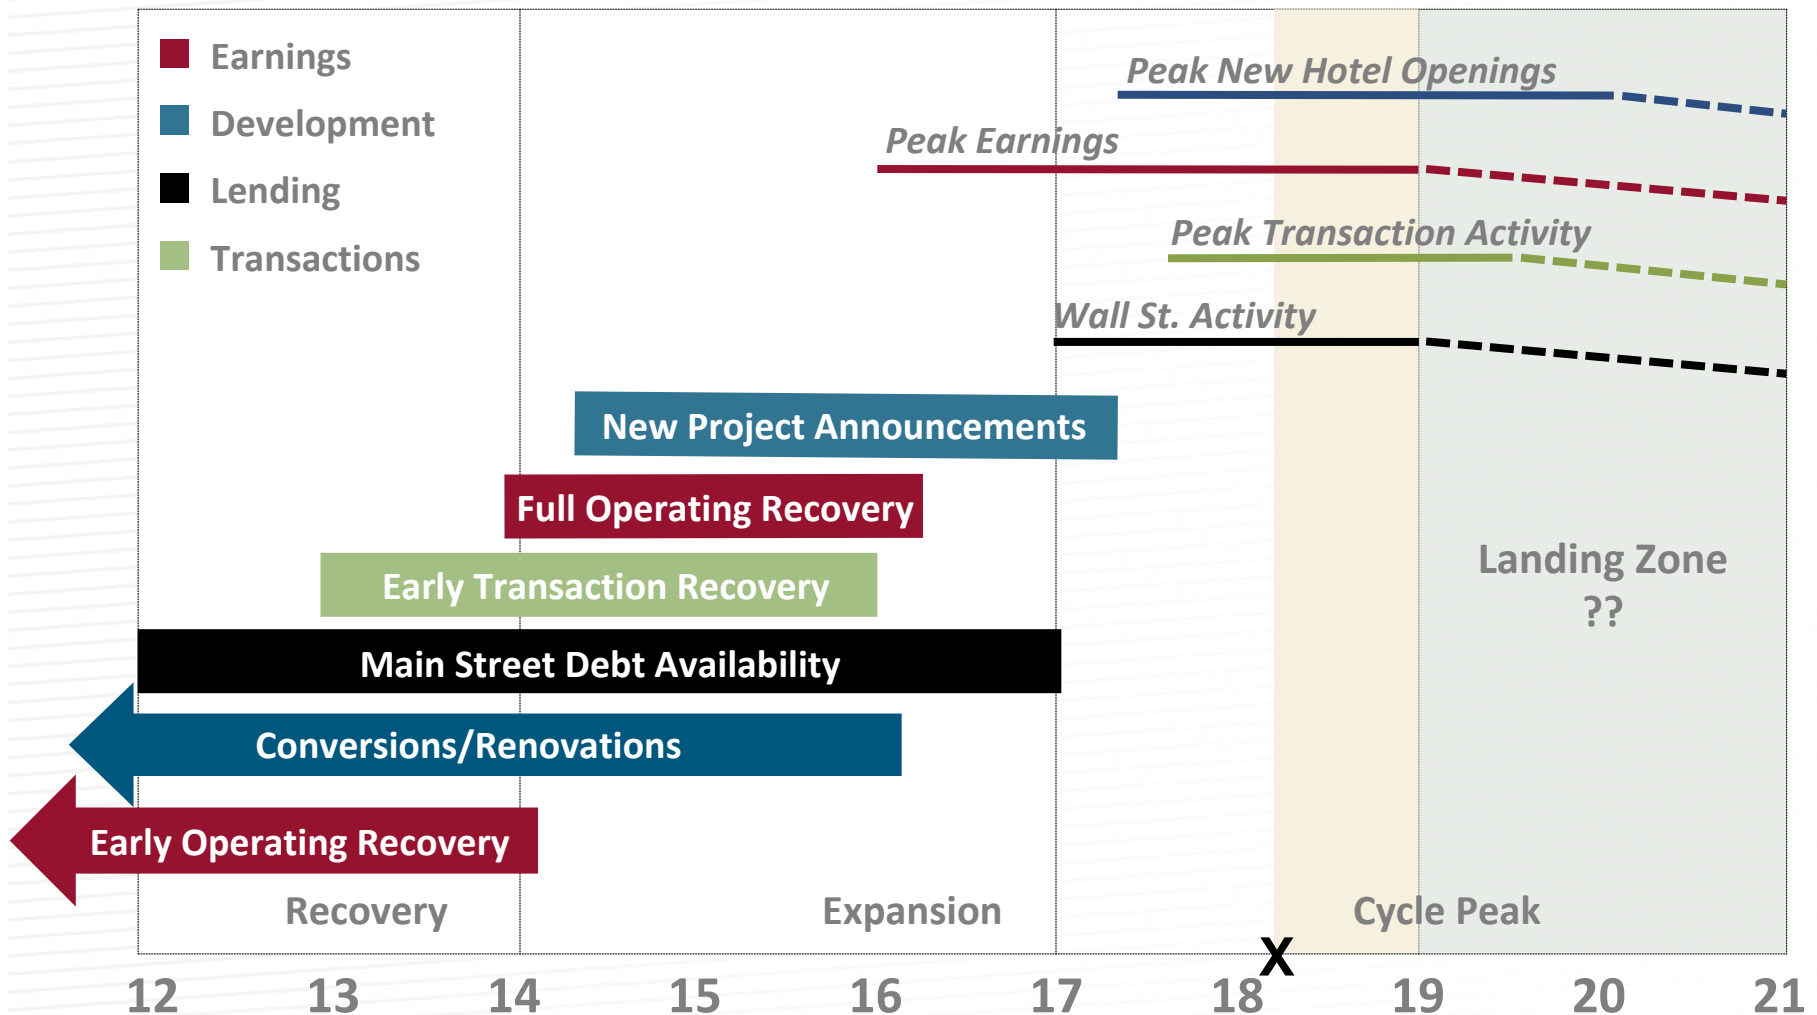 Earnings
Development
Lending
Transactions
Peak New Hotel Openings
Peak Earnings
Peak Transaction Activity
Wall St. Activity
New Project Announcements
Full Operating Recovery
Early Transaction Recovery
Main Street Debt Availability
Conversions/Renovations
Early Operating Recovery
Landing Zone
??
Recovery
Expansion
Cycle Peak
X
12 13 14 15 16 17 18 19 20 21